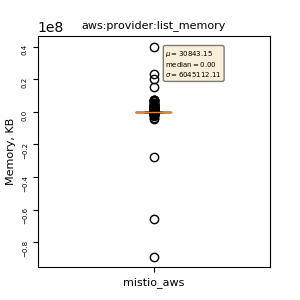 aws:provider:list_memory
1e8
μ = 30843.15
median = 0.00
σ = 6045112.11
0.4
0.2
0.0
−0.2
−0.4
−0.6
−0.8
Memory, KB
mistio_aws